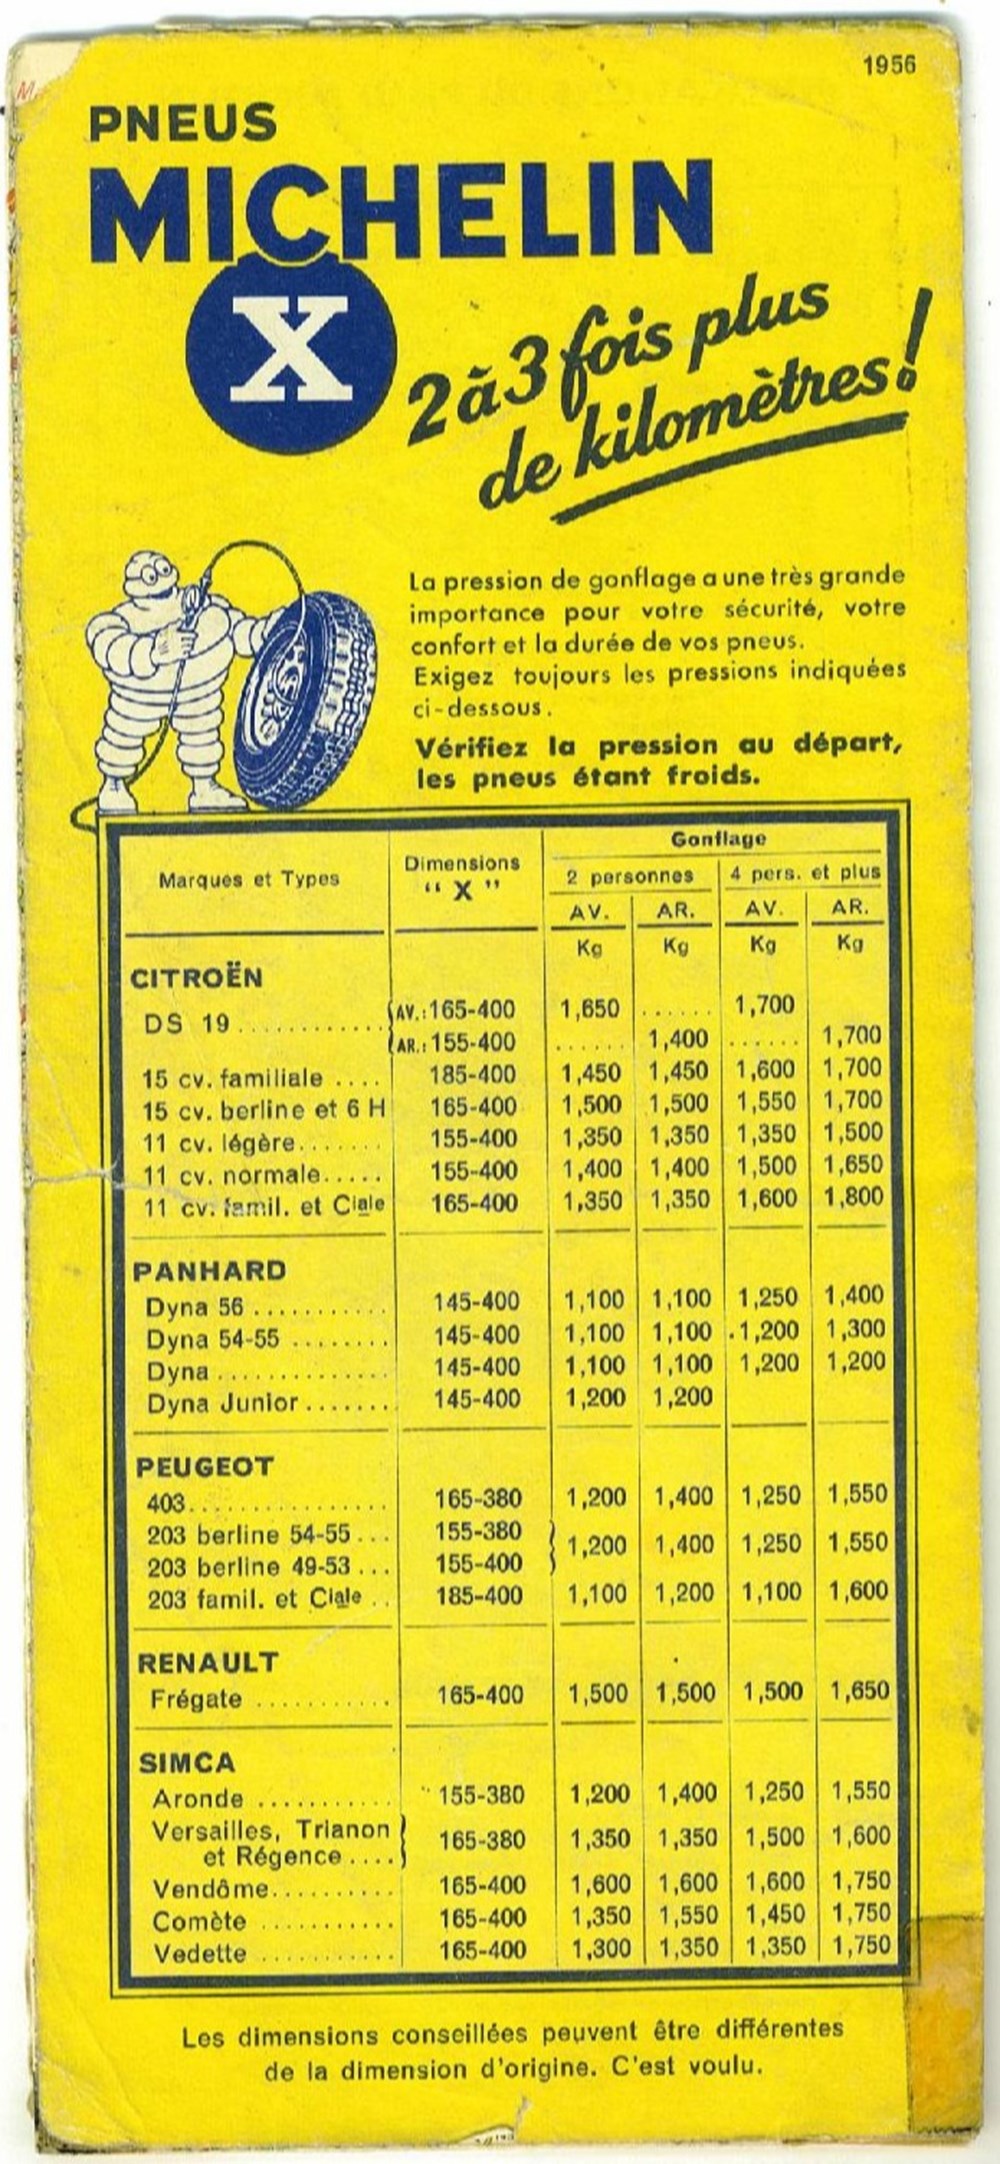 1956
PNEUS
MICHELIN
X
2 à 3 fois plus
de kilomètres!
La pression de gonflage a une très grande
importance pour votre sécurité, votre
confort et la durée de vos pneus.
Exigez toujours les pressions indiquées
ci-dessous.
Vérifiez la pression au départ,
les pneus étant froids.
Marques et Types Dimensions "X" Gonflage
2 personnes 4 pers. et plus
AV. AR. AV. AR.
Kg Kg Kg Kg
CITROËN
DS 19............ AV.: 165-400 1,650 ...... 1,700
AR.: 155-400 ...... 1,400 ...... 1,700
15 cv. familiale .... 185-400 1,450 1,450 1,600 1,700
15 cv. berline et 6 H 165-400 1,500 1,500 1,550 1,700
11 cv. légère....... 155-400 1,350 1,350 1,350 1,500
11 cv. normale..... 155-400 1,400 1,400 1,500 1,650
11 cv. famil. et Ciale 165-400 1,350 1,350 1,600 1,800
PANHARD
Dyna 56 ........... 145-400 1,100 1,100 1,250 1,400
Dyna 54-55 ........ 145-400 1,100 1,100 1,200 1,300
Dyna.............. 145-400 1,100 1,100 1,200 1,200
Dyna Junior....... 145-400 1,200 1,200
PEUGEOT
403................ 165-380 1,200 1,400 1,250 1,550
203 berline 54-55... 155-380
1,200 1,400 1,250 1,550
203 berline 49-53... 155-400
203 famil. et Ciale .. 185-400 1,100 1,200 1,100 1,600
RENAULT
Frégate ........... 165-400 1,500 1,500 1,500 1,650
SIMCA
Aronde ........... 155-380 1,200 1,400 1,250 1,550
Versailles, Trianon
et Régence.... 165-380 1,350 1,350 1,500 1,600
Vendôme.......... 165-400 1,600 1,600 1,600 1,750
Comète ........... 165-400 1,350 1,550 1,450 1,750
Vedette ........... 165-400 1,300 1,350 1,350 1,750
Les dimensions conseillées peuvent être différentes
de la dimension d'origine. C'est voulu.